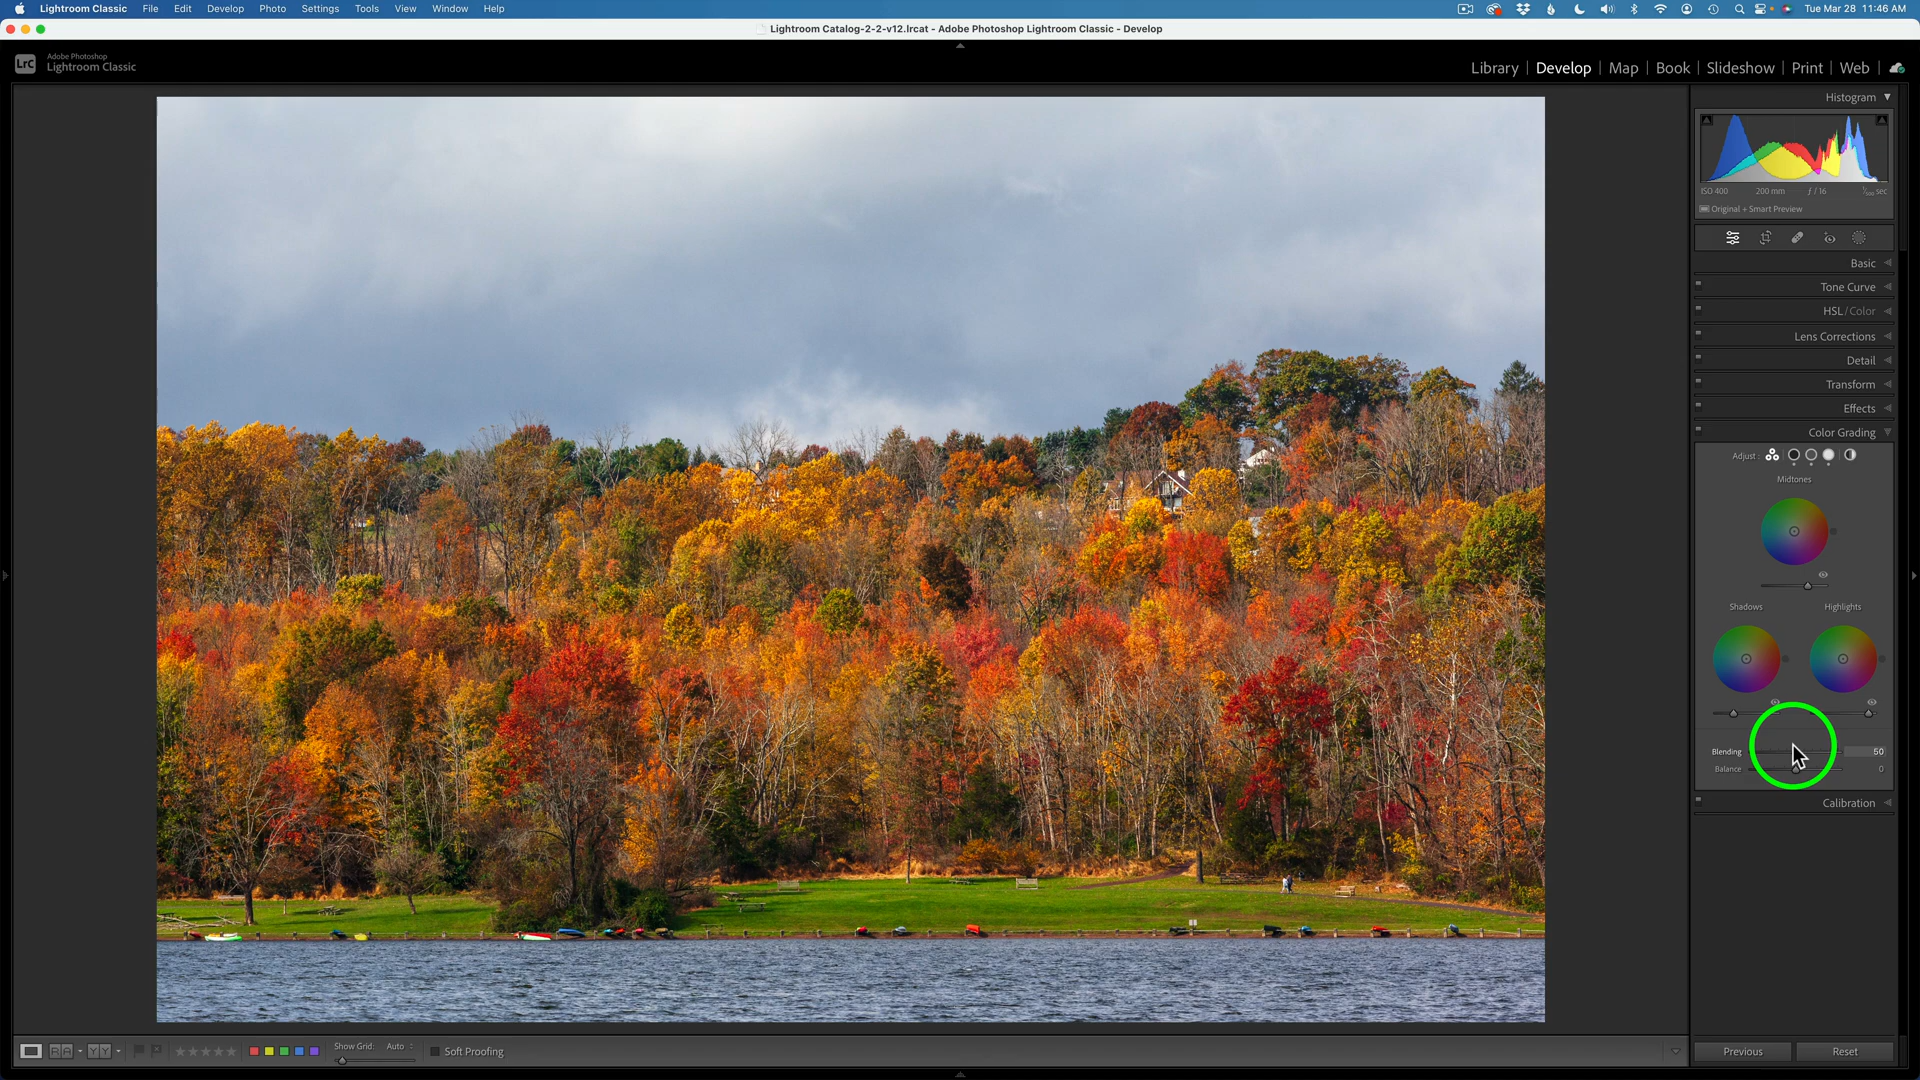 Lightroom Classic File Edit Develop Photo Settings Tools View Window Help Tue Mar 28 11:46 AM
Lightroom Catalog-2-2-v12.lrcat - Adobe Photoshop Lightroom Classic - Develop
LrC
Adobe Photoshop
Lightroom Classic
Library | Develop | Map | Book | Slideshow | Print | Web
Histogram
ISO 400 200 mm ƒ / 16
Original + Smart Preview
Basic
Tone Curve
HSL / Color
Lens Corrections
Detail
Transform
Effects
Color Grading
Adjust :
Midtones
Shadows Highlights
Blending 50
Balance 0
Calibration
Show Grid: Auto
Soft Proofing
Previous Reset